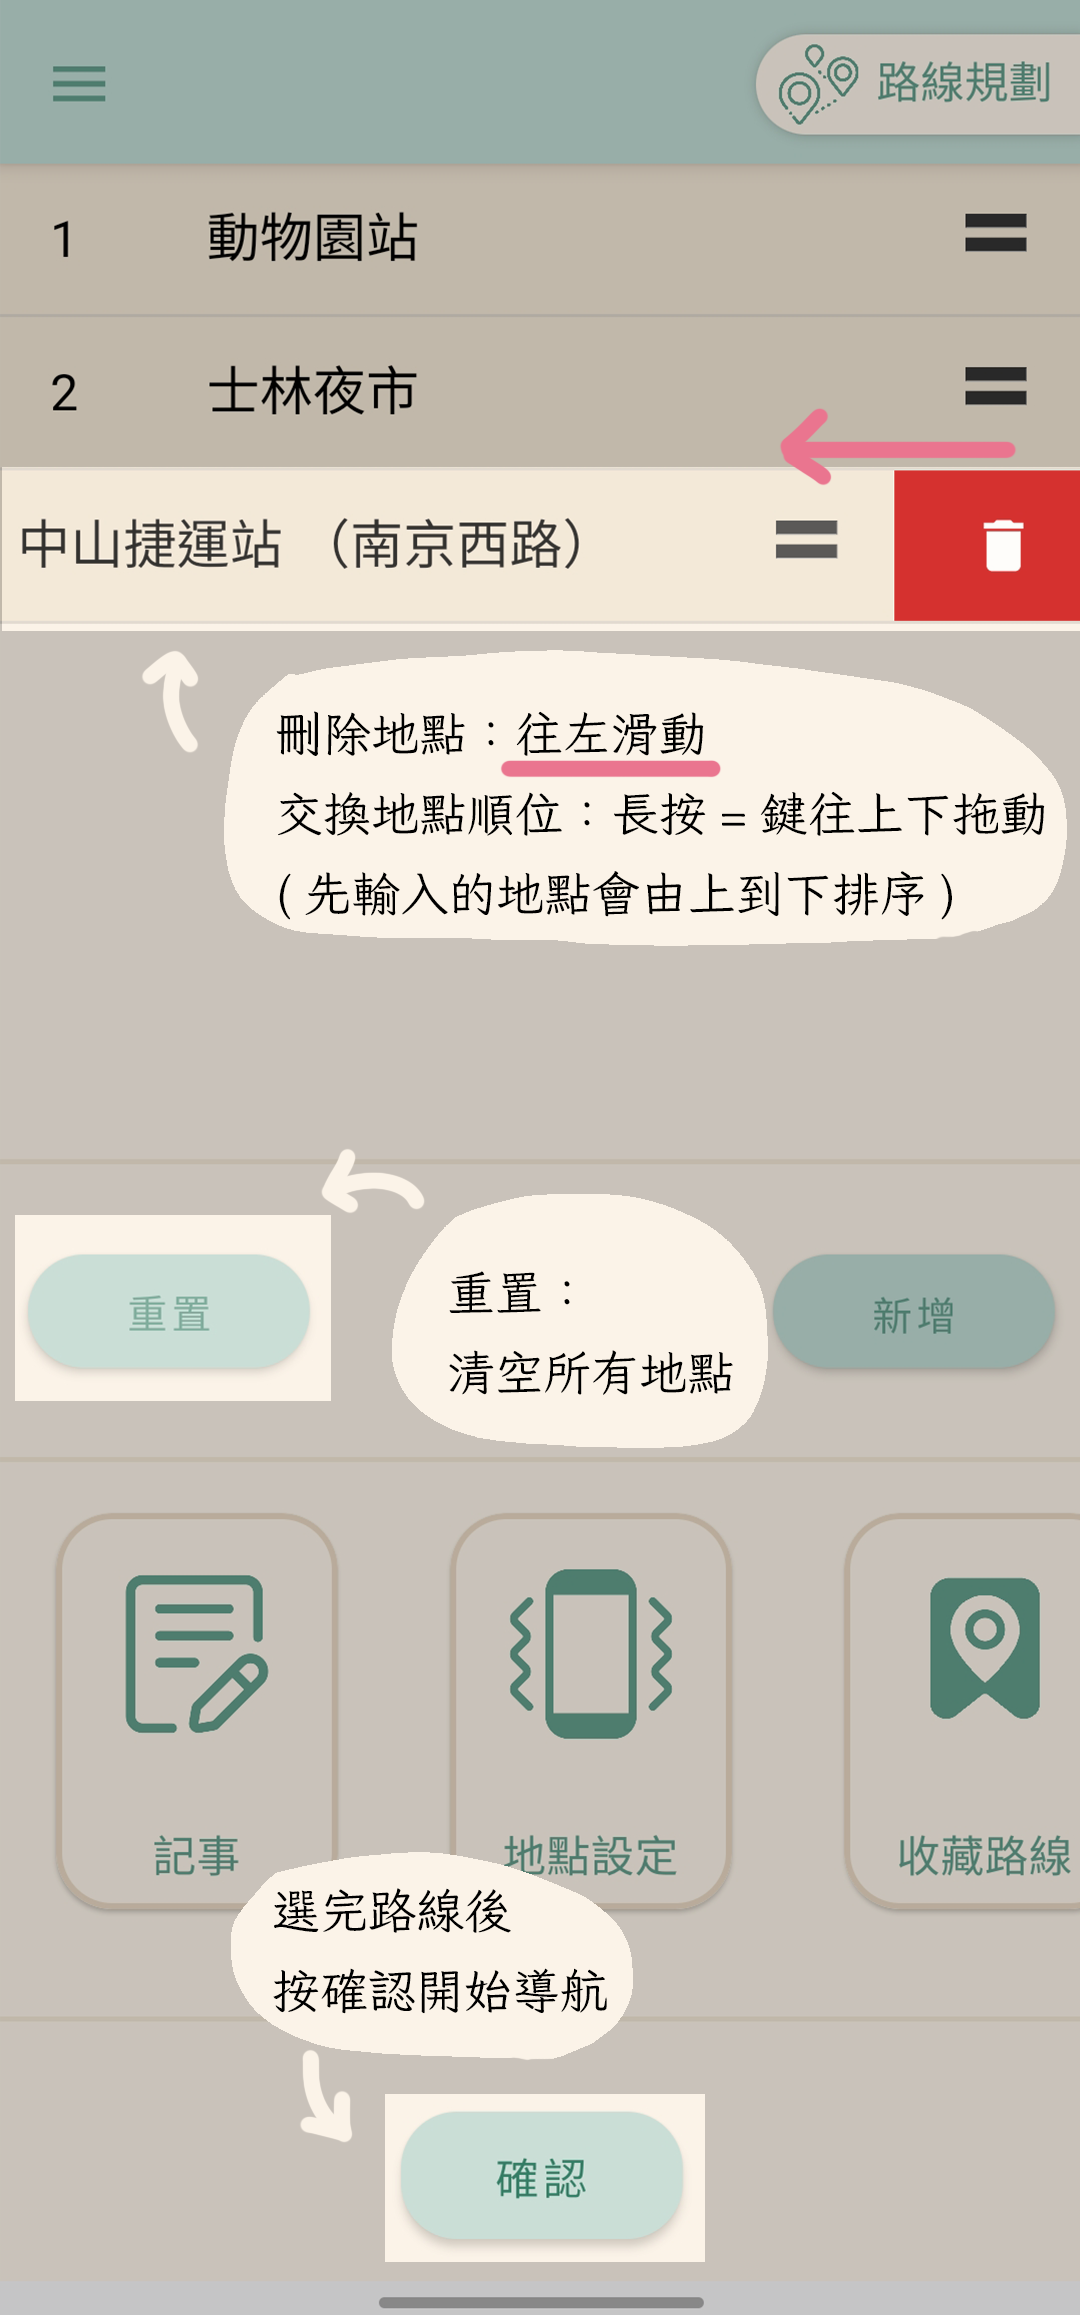 路線規劃
1 動物園站
2 士林夜市
中山捷運站 （南京西路）
刪除地點：往左滑動
交換地點順位：長按 = 鍵往上下拖動
( 先輸入的地點會由上到下排序 )
重置
重置：
清空所有地點
新增
記事
地點設定
收藏路線
選完路線後
按確認開始導航
確認